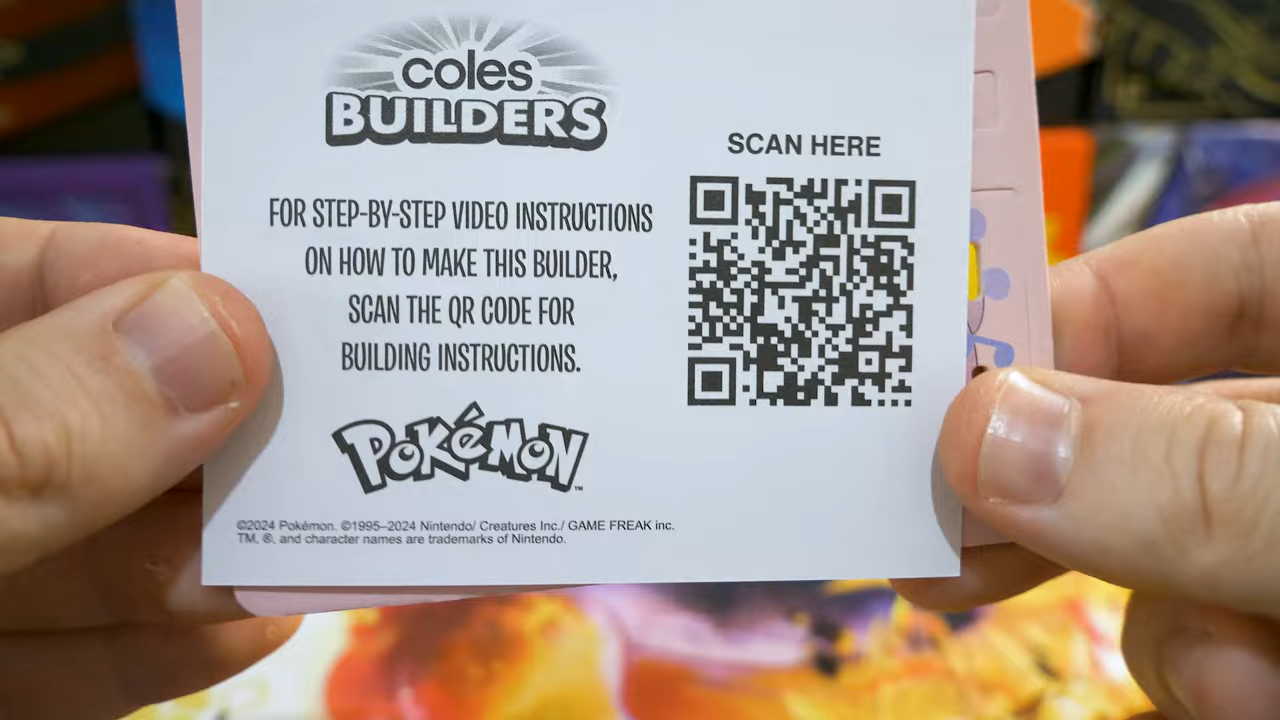 coles
BUILDERS
SCAN HERE
FOR STEP-BY-STEP VIDEO INSTRUCTIONS
ON HOW TO MAKE THIS BUILDER,
SCAN THE QR CODE FOR
BUILDING INSTRUCTIONS.
POKéMON™
©2024 Pokémon. ©1995–2024 Nintendo/ Creatures Inc./ GAME FREAK inc.
TM, ®, and character names are trademarks of Nintendo.